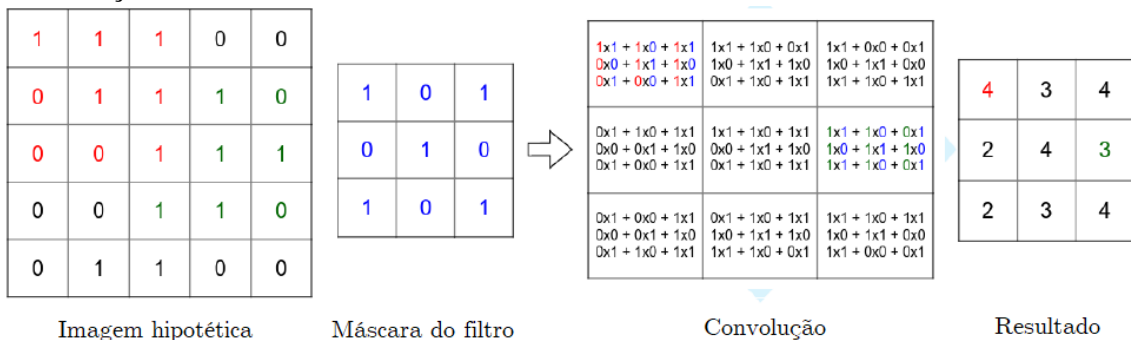 1 1 1 0 0
0 1 1 1 0
0 0 1 1 1
0 0 1 1 0
0 1 1 0 0
Imagem hipotética
1 0 1
0 1 0
1 0 1
Máscara do filtro
1x1 + 1x0 + 1x1 1x1 + 1x0 + 0x1 1x1 + 0x0 + 0x1
0x0 + 1x1 + 1x0 1x0 + 1x1 + 1x0 1x0 + 1x1 + 0x0
0x1 + 0x0 + 1x1 0x1 + 1x0 + 1x1 1x1 + 1x0 + 1x1
0x1 + 1x0 + 1x1 1x1 + 1x0 + 1x1 1x1 + 1x0 + 0x1
0x0 + 0x1 + 1x0 0x0 + 1x1 + 1x0 1x0 + 1x1 + 1x0
0x1 + 0x0 + 1x1 0x1 + 1x0 + 1x1 1x1 + 1x0 + 0x1
0x1 + 0x0 + 1x1 0x1 + 1x0 + 1x1 1x1 + 1x0 + 1x1
0x0 + 0x1 + 1x0 1x0 + 1x1 + 1x0 1x0 + 1x1 + 0x0
0x1 + 1x0 + 1x1 1x1 + 1x0 + 0x1 1x1 + 0x0 + 0x1
Convolução
4 3 4
2 4 3
2 3 4
Resultado